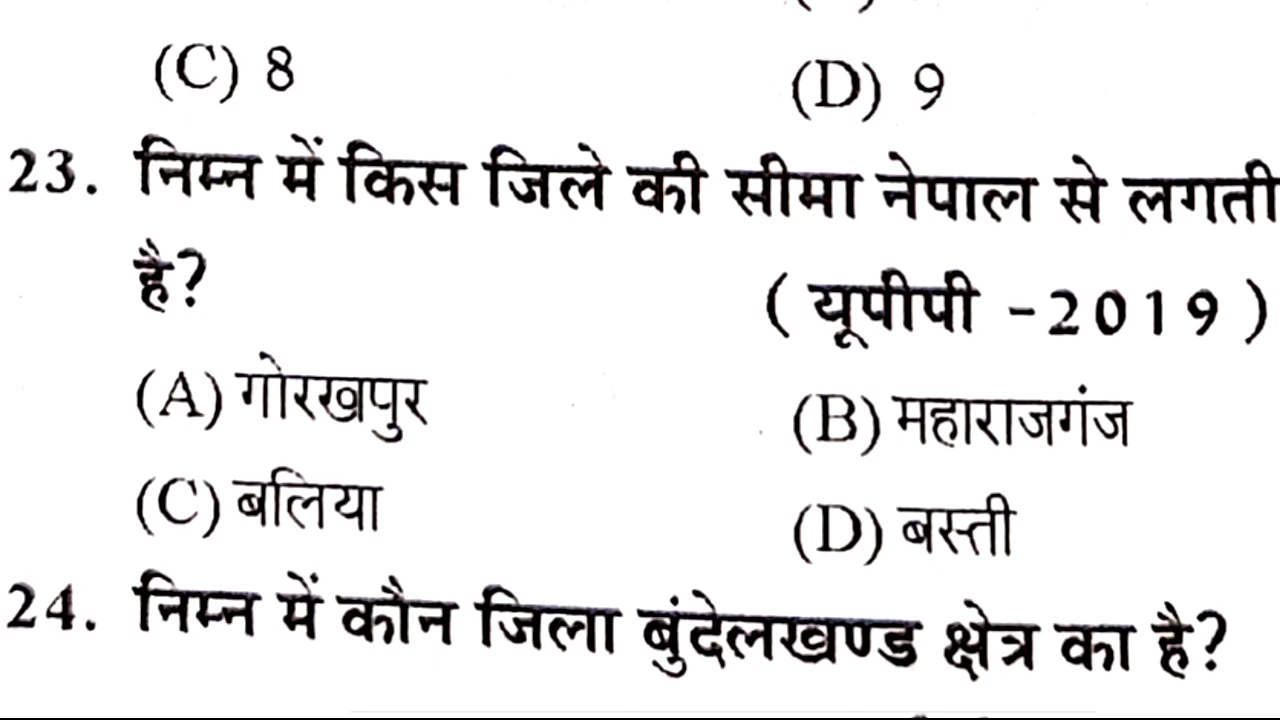 (C) 8
(D) 9
23. निम्न में किस जिले की सीमा नेपाल से लगती
है?
( यूपीपी -2019 )
(A) गोरखपुर
(B) महाराजगंज
(C) बलिया
(D) बस्ती
24. निम्न में कौन जिला बुंदेलखण्ड क्षेत्र का है?